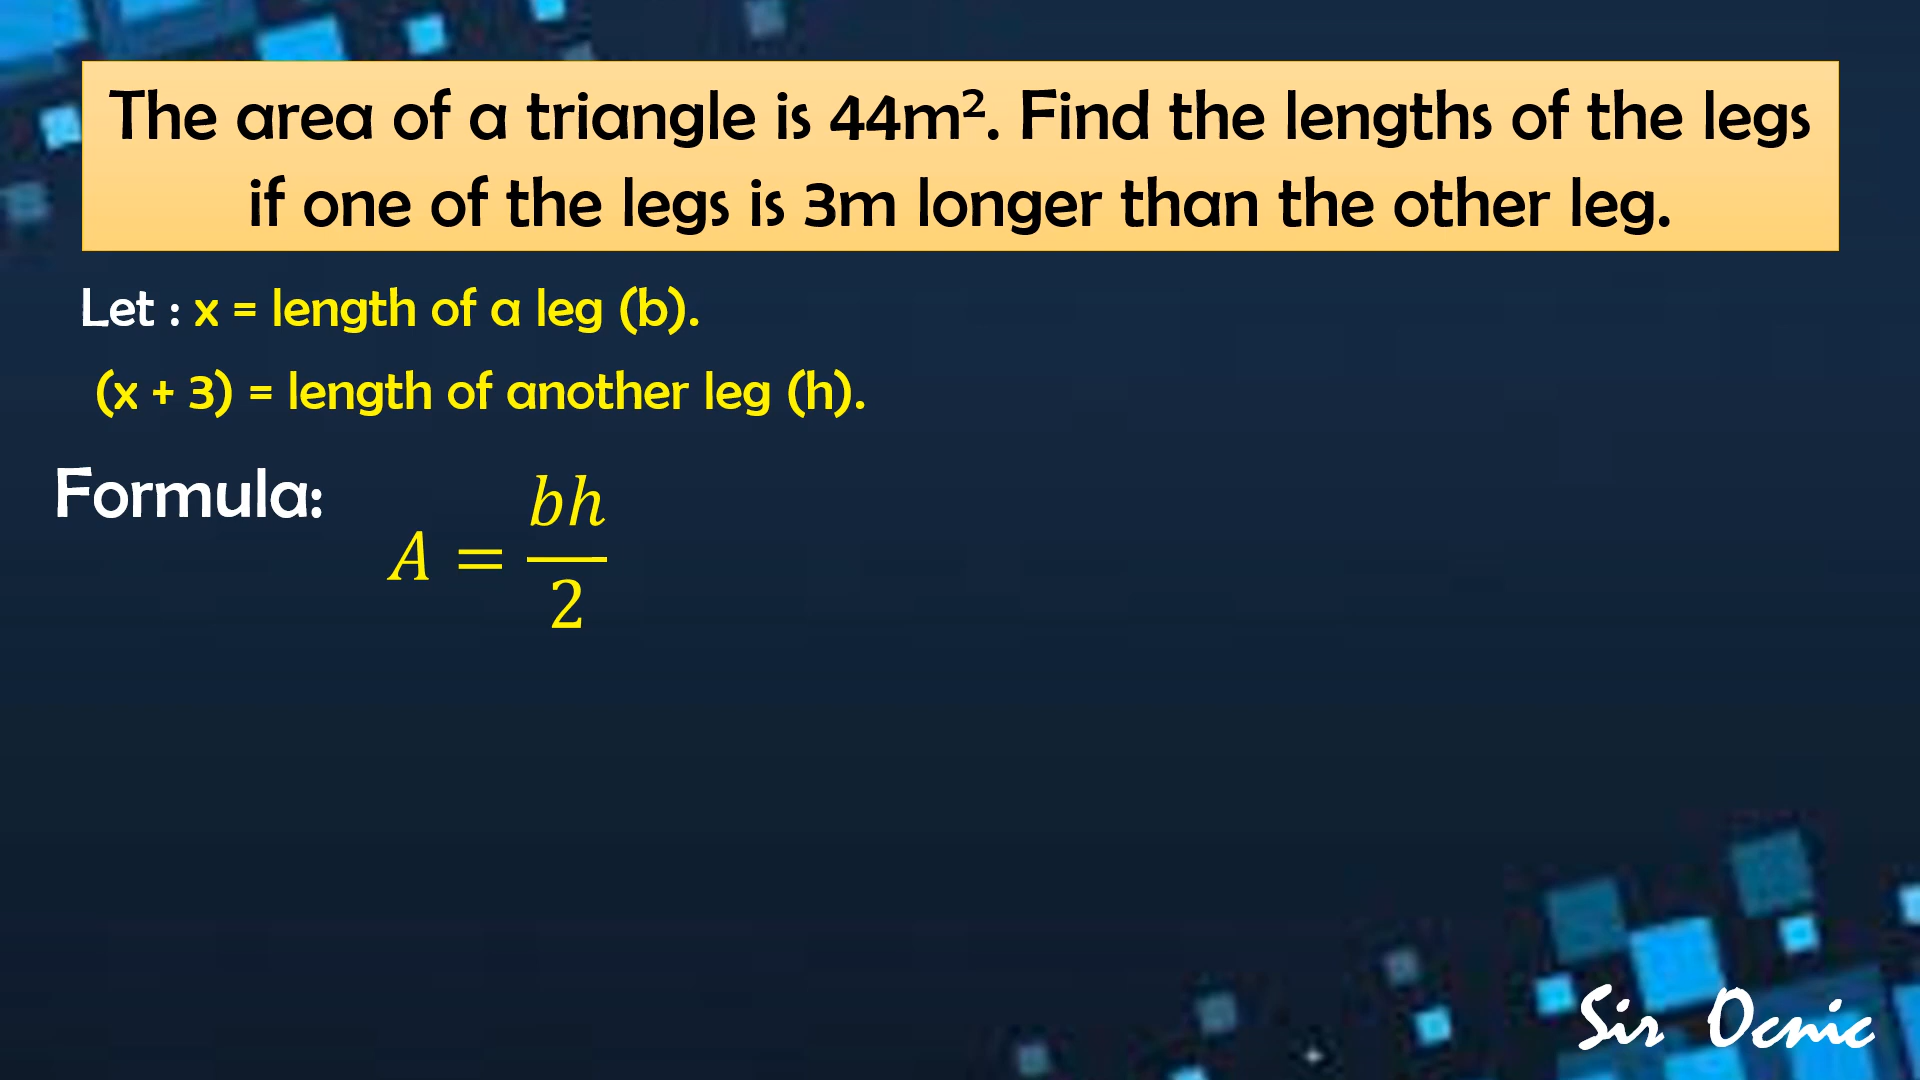 The area of a triangle is 44m². Find the lengths of the legs
if one of the legs is 3m longer than the other leg.
Let : x = length of a leg (b).
(x + 3) = length of another leg (h).
Formula:
A = bh/2
Sir Ocnic